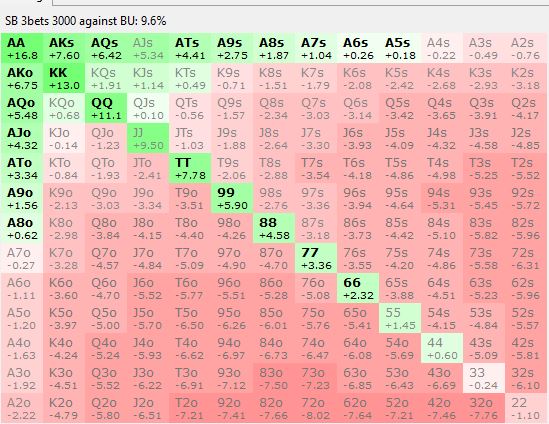 SB 3bets 3000 against BU: 9.6%
AA AKs AQs AJs ATs A9s A8s A7s A6s A5s A4s A3s A2s
+16.8 +7.60 +6.42 +5.34 +4.41 +2.75 +1.87 +1.04 +0.26 +0.18 -0.22 -0.49 -0.76
AKo KK KQs KJs KTs K9s K8s K7s K6s K5s K4s K3s K2s
+6.75 +13.0 +1.91 +1.14 +0.49 -0.71 -1.51 -1.79 -2.08 -2.42 -2.68 -2.93 -3.18
AQo KQo QQ QJs QTs Q9s Q8s Q7s Q6s Q5s Q4s Q3s Q2s
+5.48 +0.68 +11.1 +0.10 -0.56 -1.57 -2.34 -3.03 -3.14 -3.42 -3.65 -3.91 -4.17
AJo KJo QJo JJ JTs J9s J8s J7s J6s J5s J4s J3s J2s
+4.32 -0.14 -1.23 +9.50 -1.03 -1.88 -2.64 -3.30 -3.93 -4.09 -4.32 -4.58 -4.85
ATo KTo QTo JTo TT T9s T8s T7s T6s T5s T4s T3s T2s
+3.34 -0.84 -1.93 -2.41 +7.78 -2.06 -2.88 -3.54 -4.18 -4.86 -4.98 -5.25 -5.52
A9o K9o Q9o J9o T9o 99 98s 97s 96s 95s 94s 93s 92s
+1.56 -2.13 -3.03 -3.34 -3.51 +5.90 -2.76 -3.36 -3.94 -4.64 -5.31 -5.45 -5.72
A8o K8o Q8o J8o T8o 98o 88 87s 86s 85s 84s 83s 82s
+0.62 -2.98 -3.84 -4.15 -4.40 -4.26 +4.58 -3.18 -3.73 -4.42 -5.10 -5.82 -5.96
A7o K7o Q7o J7o T7o 97o 87o 77 76s 75s 74s 73s 72s
-0.27 -3.28 -4.57 -4.84 -5.09 -4.90 -4.70 +3.36 -3.55 -4.20 -4.86 -5.58 -6.31
A6o K6o Q6o J6o T6o 96o 86o 76o 66 65s 64s 63s 62s
-1.11 -3.60 -4.70 -5.52 -5.77 -5.51 -5.28 -5.08 +2.32 -3.88 -4.51 -5.23 -5.96
A5o K5o Q5o J5o T5o 95o 85o 75o 65o 55 54s 53s 52s
-1.20 -3.97 -5.00 -5.70 -6.50 -6.26 -6.01 -5.76 -5.41 +1.45 -4.15 -4.84 -5.57
A4o K4o Q4o J4o T4o 94o 84o 74o 64o 54o 44 43s 42s
-1.63 -4.24 -5.24 -5.93 -6.62 -6.97 -6.73 -6.47 -6.08 -5.69 +0.60 -5.09 -5.81
A3o K3o Q3o J3o T3o 93o 83o 73o 63o 53o 43o 33 32s
-1.92 -4.51 -5.52 -6.22 -6.91 -7.12 -7.50 -7.23 -6.85 -6.43 -6.69 -0.24 -6.10
A2o K2o Q2o J2o T2o 92o 82o 72o 62o 52o 42o 32o 22
-2.22 -4.79 -5.80 -6.51 -7.21 -7.41 -7.66 -8.02 -7.64 -7.21 -7.46 -7.76 -1.10